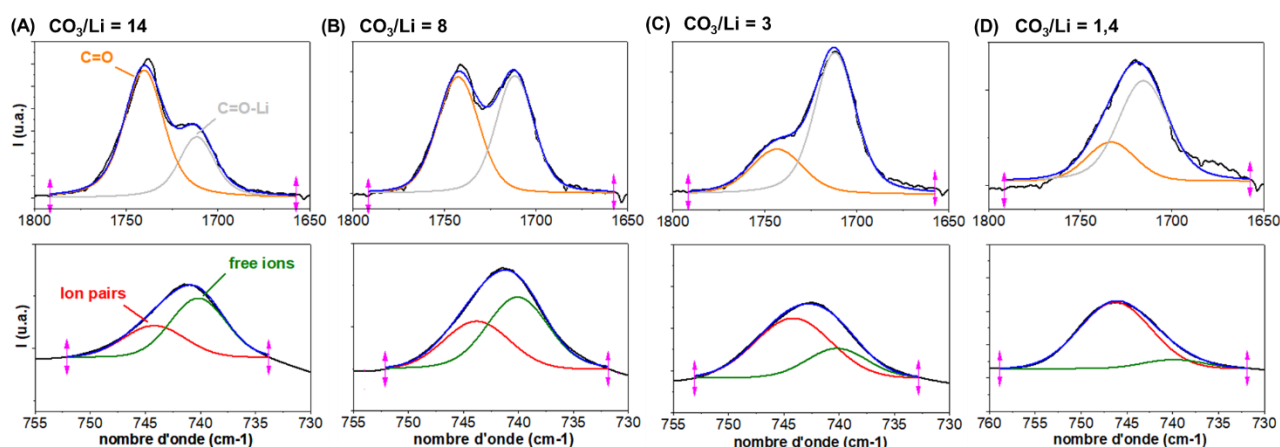 (A) CO₃/Li = 14
(B) CO₃/Li = 8
(C) CO₃/Li = 3
(D) CO₃/Li = 1,4
C=O
C=O-Li
I (u.a.)
1800 1750 1700 1650
1800 1750 1700 1650
1800 1750 1700 1650
1800 1750 1700 1650
free ions
Ion pairs
I (u.a.)
755 750 745 740 735 730
755 750 745 740 735 730
755 750 745 740 735 730
760 755 750 745 740 735 730
nombre d'onde (cm-1)
nombre d'onde (cm-1)
nombre d'onde (cm-1)
nombre d'onde (cm-1)